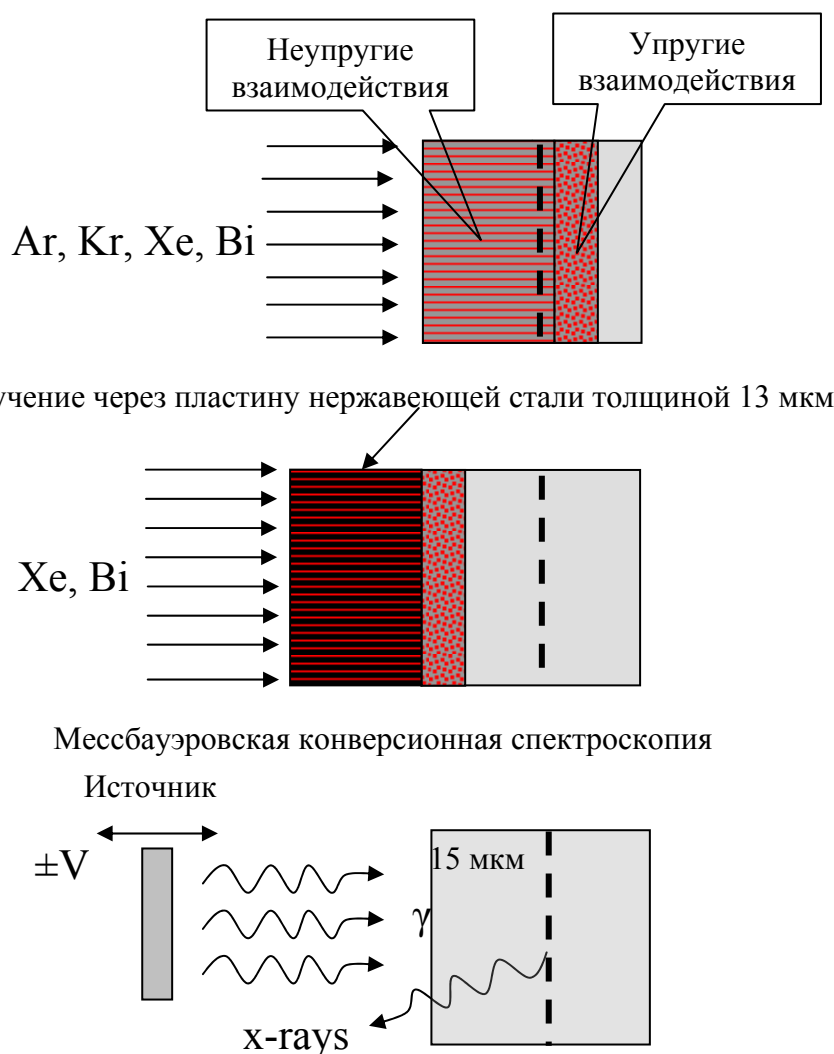 Неупругие
взаимодействия
Упругие
взаимодействия
Ar, Kr, Xe, Bi
через пластину нержавеющей стали толщиной 13 мкм
Xe, Bi
Мессбауэровская конверсионная спектроскопия
Источник
±V
15 мкм
γ
x-rays